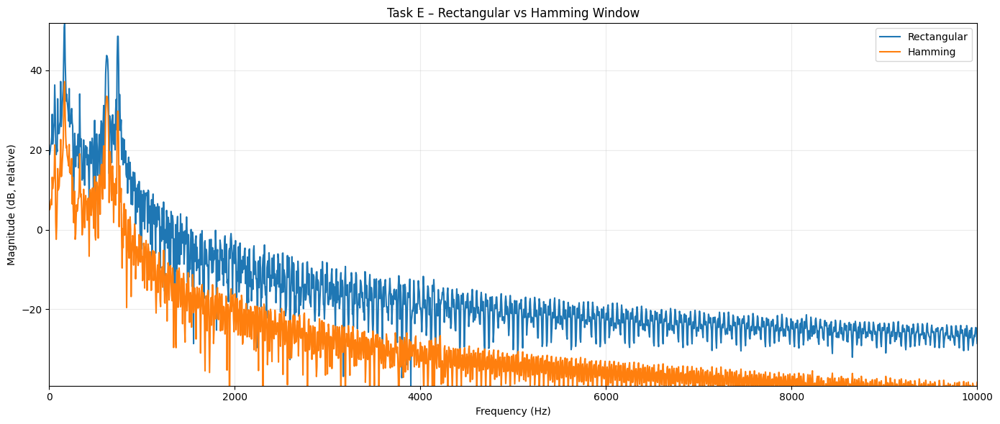 Task E – Rectangular vs Hamming Window
Rectangular
Hamming
Magnitude (dB, relative)
40
20
0
−20
0
2000
4000
6000
8000
10000
Frequency (Hz)